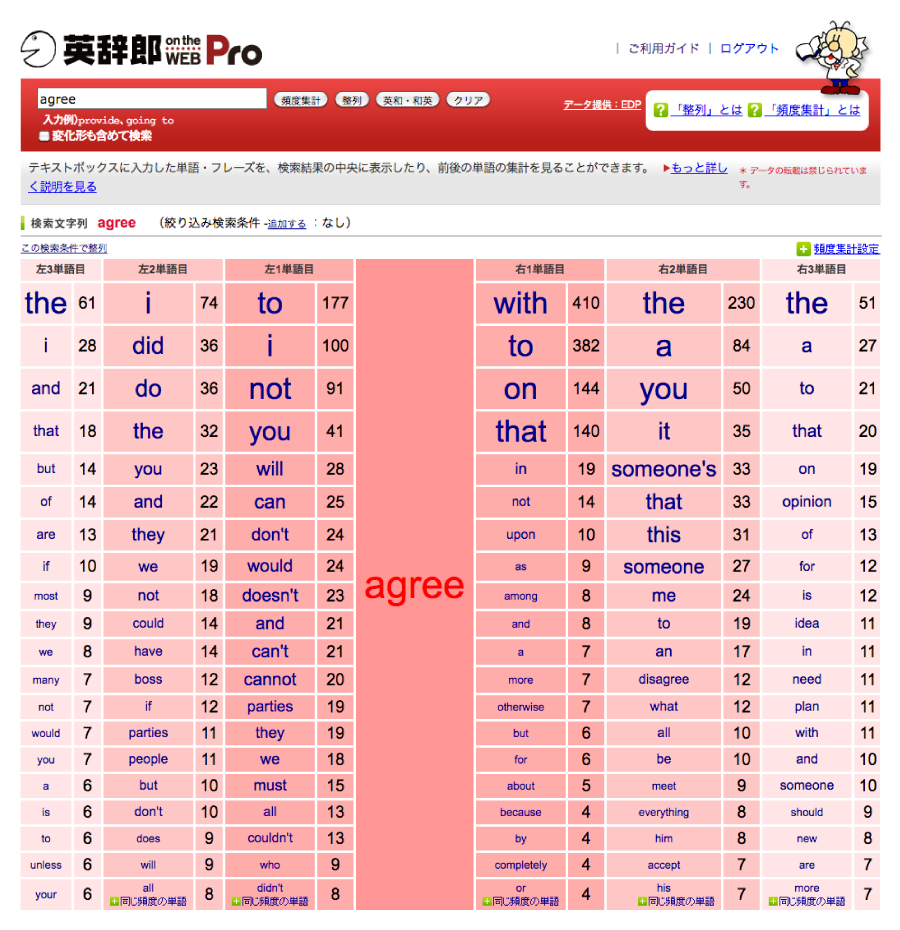 英辞郎 on the WEB Pro
| ご利用ガイド | ログアウト
agree 頻度集計 整列 英和・和英 クリア データ提供：EDP ? 「整列」とは ? 「頻度集計」とは
入力例)provide、going to
変化形も含めて検索
テキストボックスに入力した単語・フレーズを、検索結果の中央に表示したり、前後の単語の集計を見ることができます。 もっと詳し
く説明を見る
＊ データの転載は禁じられていま
す。
検索文字列 agree （絞り込み検索条件 -追加する ：なし）
この検索条件で整列 頻度集計設定
左3単語目 左2単語目 左1単語目 右1単語目 右2単語目 右3単語目
the 61 i 74 to 177 with 410 the 230 the 51
i 28 did 36 i 100 to 382 a 84 a 27
and 21 do 36 not 91 on 144 you 50 to 21
that 18 the 32 you 41 that 140 it 35 that 20
but 14 you 23 will 28 in 19 someone's 33 on 19
of 14 and 22 can 25 not 14 that 33 opinion 15
are 13 they 21 don't 24 upon 10 this 31 of 13
if 10 we 19 would 24 as 9 someone 27 for 12
agree
most 9 not 18 doesn't 23 among 8 me 24 is 12
they 9 could 14 and 21 and 8 to 19 idea 11
we 8 have 14 can't 21 a 7 an 17 in 11
many 7 boss 12 cannot 20 more 7 disagree 12 need 11
not 7 if 12 parties 19 otherwise 7 what 12 plan 11
would 7 parties 11 they 19 but 6 all 10 with 11
you 7 people 11 we 18 for 6 be 10 and 10
a 6 but 10 must 15 about 5 meet 9 someone 10
is 6 don't 10 all 13 because 4 everything 8 should 9
to 6 does 9 couldn't 13 by 4 him 8 new 8
unless 6 will 9 who 9 completely 4 accept 7 are 7
your 6 all 8 didn't 8 or 4 his 7 more 7
同じ頻度の単語 同じ頻度の単語 同じ頻度の単語 同じ頻度の単語 同じ頻度の単語